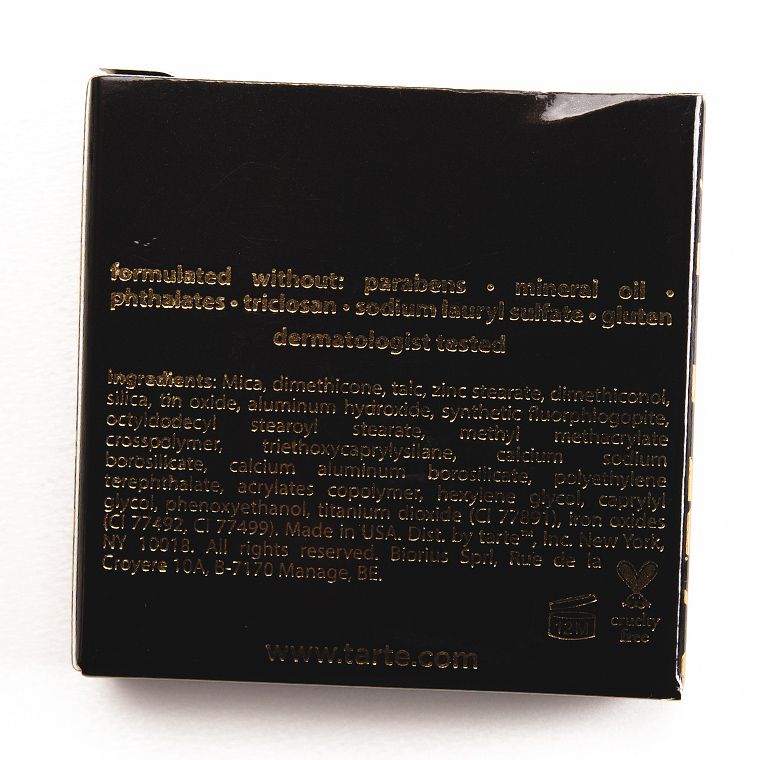 formulated without: parabens • mineral oil •
phthalates • triclosan • sodium lauryl sulfate • gluten
dermatologist tested
Ingredients: Mica, dimethicone, talc, zinc stearate, dimethiconol,
silica, tin oxide, aluminum hydroxide, synthetic fluorphlogopite,
octyldodecyl stearoyl stearate, methyl methacrylate
crosspolymer, triethoxycaprylylsilane, calcium sodium
borosilicate, calcium aluminum borosilicate, polyethylene
terephthalate, acrylates copolymer, hexylene glycol, caprylyl
glycol, phenoxyethanol, titanium dioxide (CI 77891), iron oxides
(CI 77492, CI 77499). Made in USA. Dist. by tarte™, Inc. New York,
NY 10018. All rights reserved. Biorius Sprl, Rue de la
Croyere 10A, B-7170 Manage, BE.
12M
cruelty
free
www.tarte.com